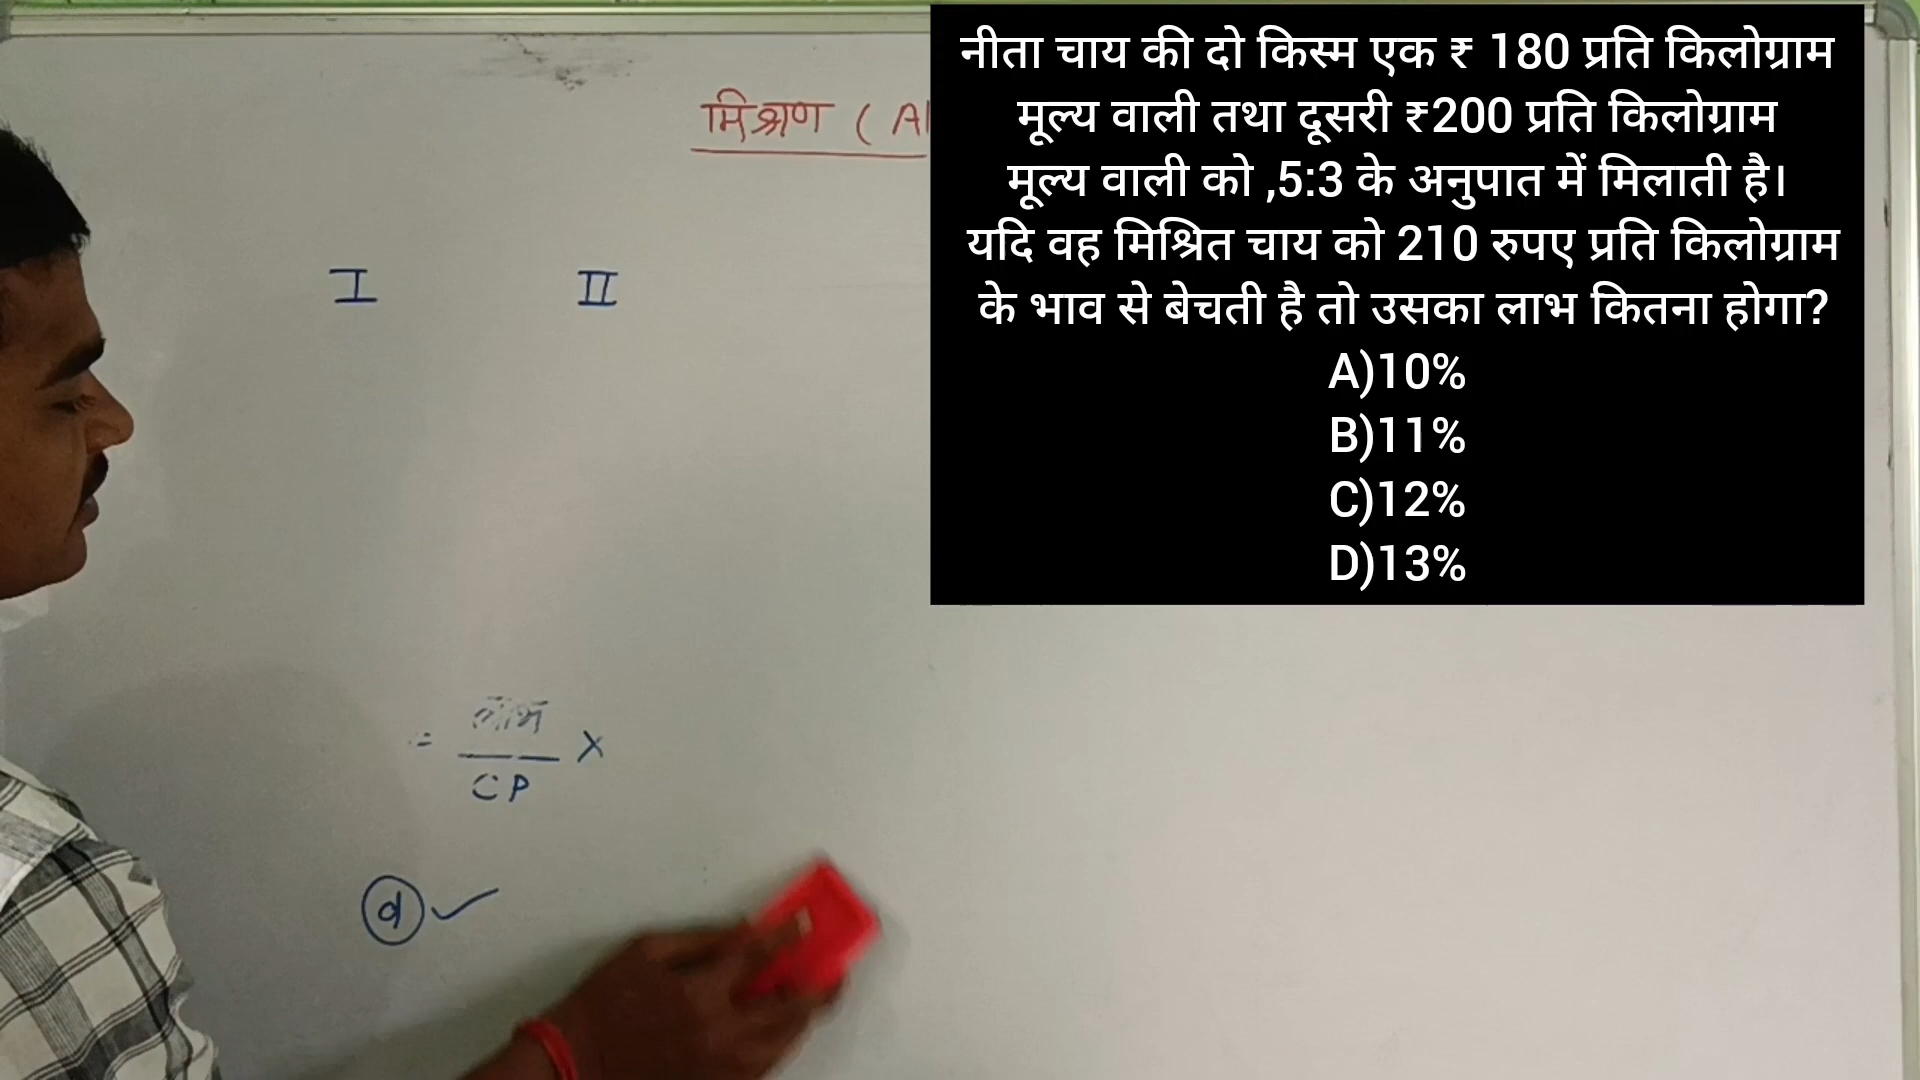 मिश्रण ( Al
I II
= लाभ / CP ×
d ✓
नीता चाय की दो किस्म एक ₹ 180 प्रति किलोग्राम
मूल्य वाली तथा दूसरी ₹200 प्रति किलोग्राम
मूल्य वाली को ,5:3 के अनुपात में मिलाती है।
यदि वह मिश्रित चाय को 210 रुपए प्रति किलोग्राम
के भाव से बेचती है तो उसका लाभ कितना होगा?
A)10%
B)11%
C)12%
D)13%